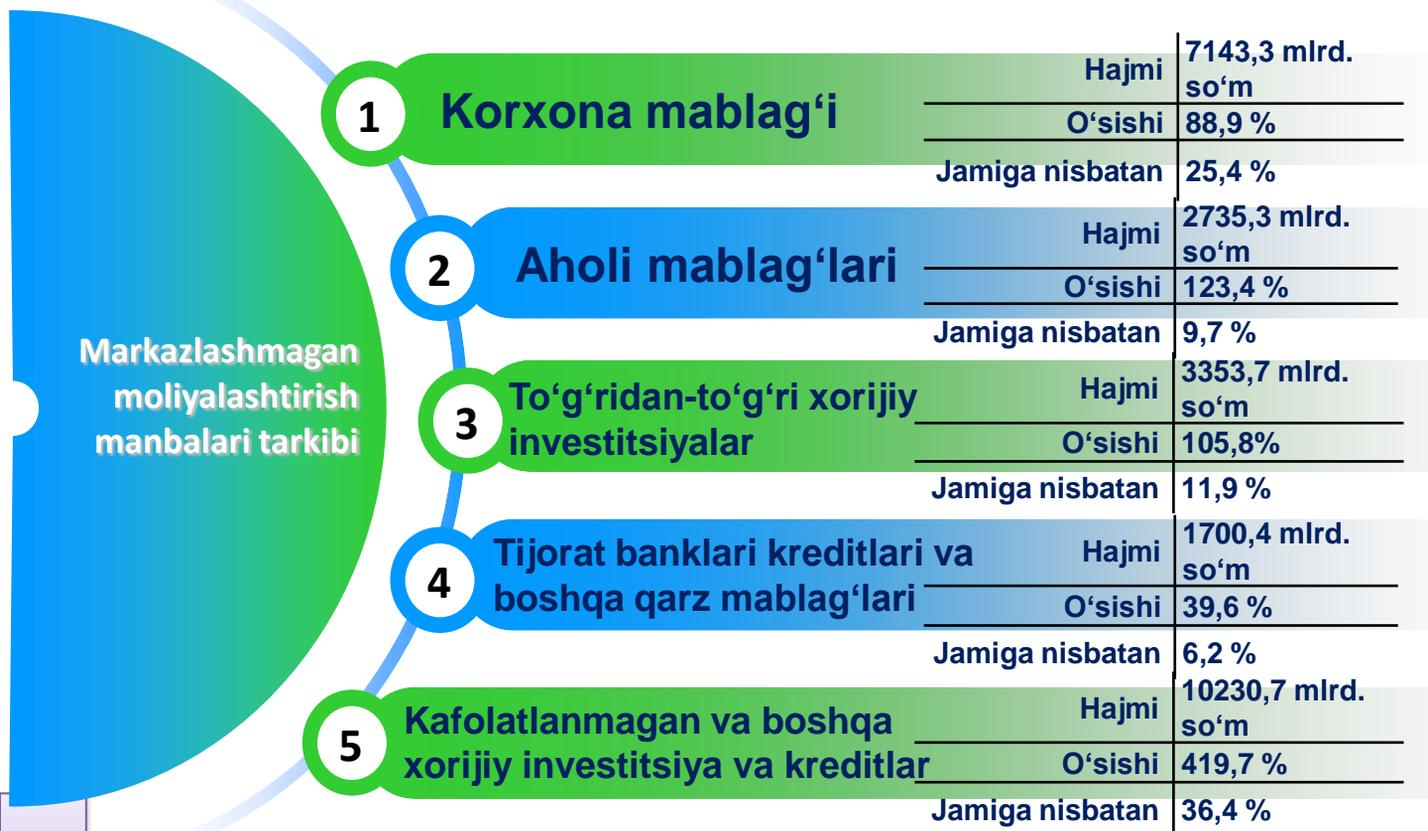 Markazlashmagan
moliyalashtirish
manbalari tarkibi
1
Korxona mablag‘i
Hajmi
7143,3 mlrd.
so‘m
O‘sishi
88,9 %
Jamiga nisbatan
25,4 %
2
Aholi mablag‘lari
Hajmi
2735,3 mlrd.
so‘m
O‘sishi
123,4 %
Jamiga nisbatan
9,7 %
3
To‘g‘ridan-to‘g‘ri xorijiy
investitsiyalar
Hajmi
3353,7 mlrd.
so‘m
O‘sishi
105,8%
Jamiga nisbatan
11,9 %
4
Tijorat banklari kreditlari va
boshqa qarz mablag‘lari
Hajmi
1700,4 mlrd.
so‘m
O‘sishi
39,6 %
Jamiga nisbatan
6,2 %
5
Kafolatlanmagan va boshqa
xorijiy investitsiya va kreditlar
Hajmi
10230,7 mlrd.
so‘m
O‘sishi
419,7 %
Jamiga nisbatan
36,4 %